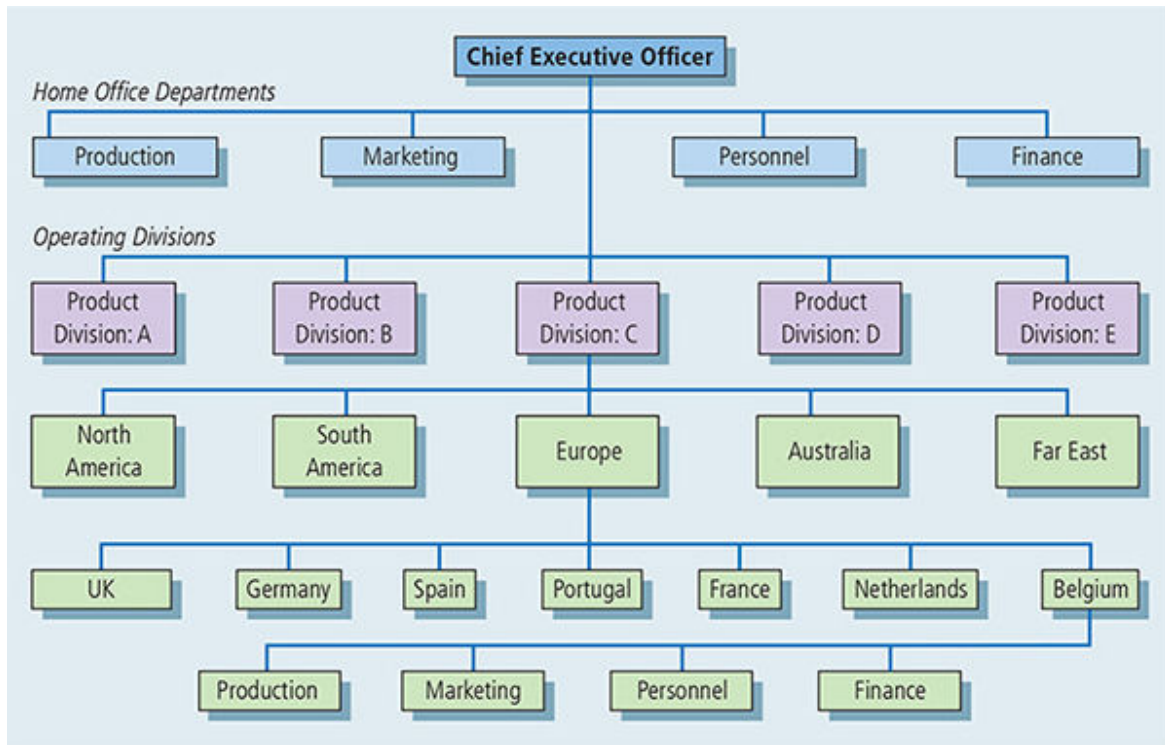 Chief Executive Officer
Home Office Departments
Production
Marketing
Personnel
Finance
Operating Divisions
Product
Division: A
Product
Division: B
Product
Division: C
Product
Division: D
Product
Division: E
North
America
South
America
Europe
Australia
Far East
UK
Germany
Spain
Portugal
France
Netherlands
Belgium
Production
Marketing
Personnel
Finance